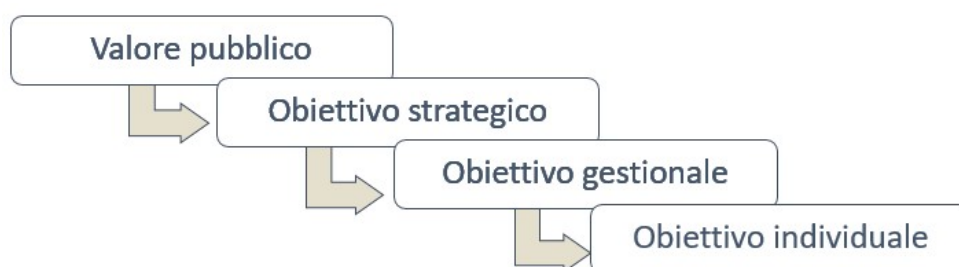 Valore pubblico
Obiettivo strategico
Obiettivo gestionale
Obiettivo individuale